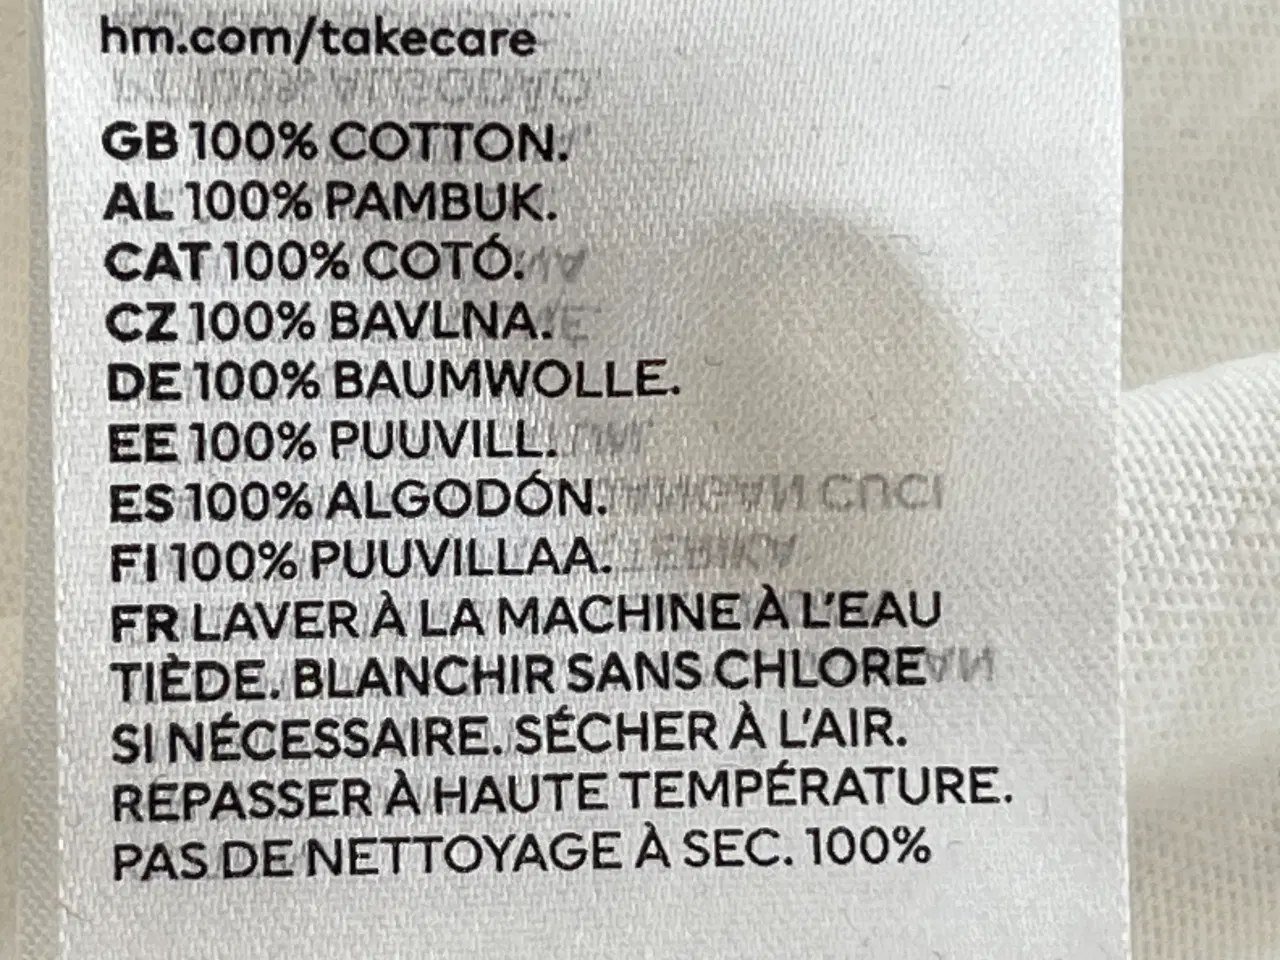 hm.com/takecare
GB 100% COTTON.
AL 100% PAMBUK.
CAT 100% COTÓ.
CZ 100% BAVLNA.
DE 100% BAUMWOLLE.
EE 100% PUUVILL.
ES 100% ALGODÓN.
FI 100% PUUVILLAA.
FR LAVER À LA MACHINE À L'EAU
TIÈDE. BLANCHIR SANS CHLORE
SI NÉCESSAIRE. SÉCHER À L'AIR.
REPASSER À HAUTE TEMPÉRATURE.
PAS DE NETTOYAGE À SEC. 100%